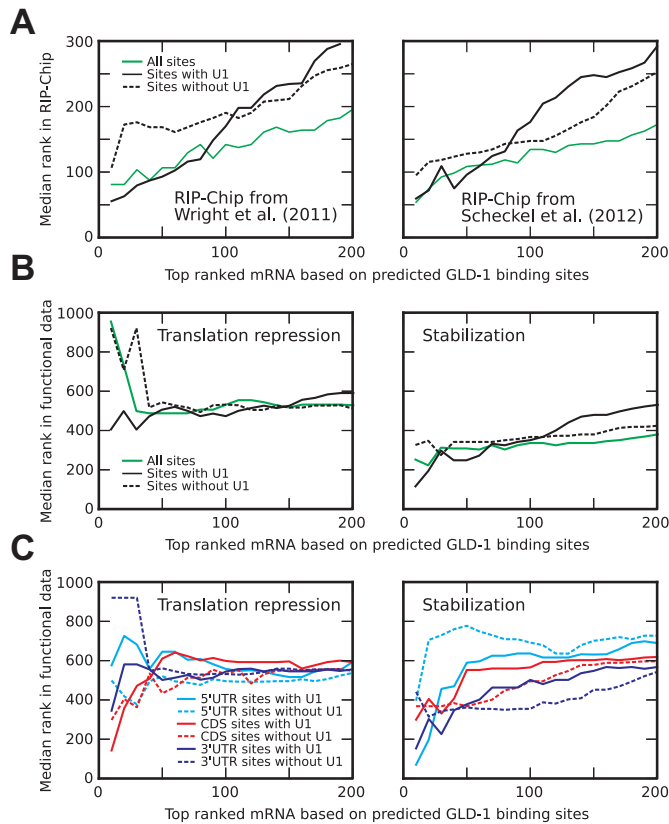 A
Median rank in RIP-Chip
300
200
100
0
All sites
Sites with U1
Sites without U1
RIP-Chip from
Wright et al. (2011)
RIP-Chip from
Scheckel et al. (2012)
0 100 200 0 100 200
Top ranked mRNA based on predicted GLD-1 binding sites
B
Median rank in functional data
1000
800
600
400
200
0
Translation repression
Stabilization
All sites
Sites with U1
Sites without U1
0 100 200 0 100 200
Top ranked mRNA based on predicted GLD-1 binding sites
C
Median rank in functional data
1000
800
600
400
200
0
Translation repression
Stabilization
5'UTR sites with U1
5'UTR sites without U1
CDS sites with U1
CDS sites without U1
3'UTR sites with U1
3'UTR sites without U1
0 100 200 0 100 200
Top ranked mRNA based on predicted GLD-1 binding sites